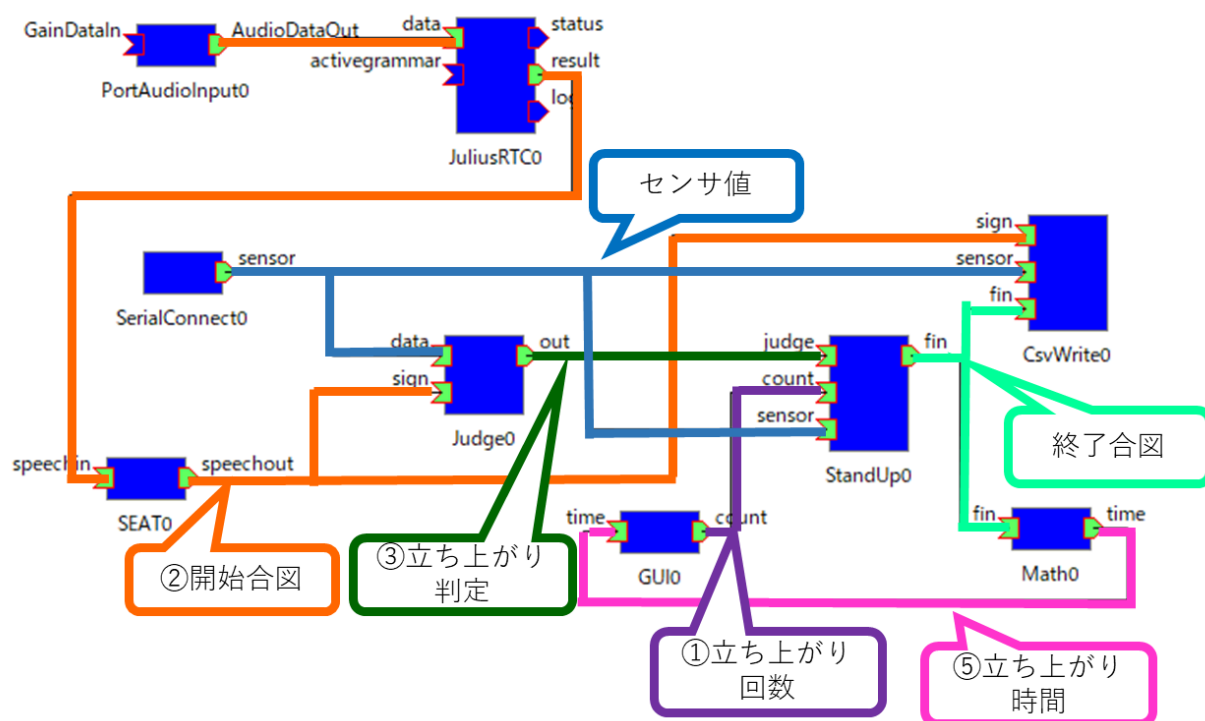 GainDataIn
AudioDataOut
PortAudioInput0
data
activegrammar
status
result
log
JuliusRTC0
センサ値
sensor
SerialConnect0
sign
sensor
fin
CsvWrite0
data
sign
out
Judge0
judge
count
sensor
fin
StandUp0
終了合図
speechin
speechout
SEAT0
②開始合図
③立ち上がり
判定
time
count
GUI0
①立ち上がり
回数
fin
time
Math0
⑤立ち上がり
時間